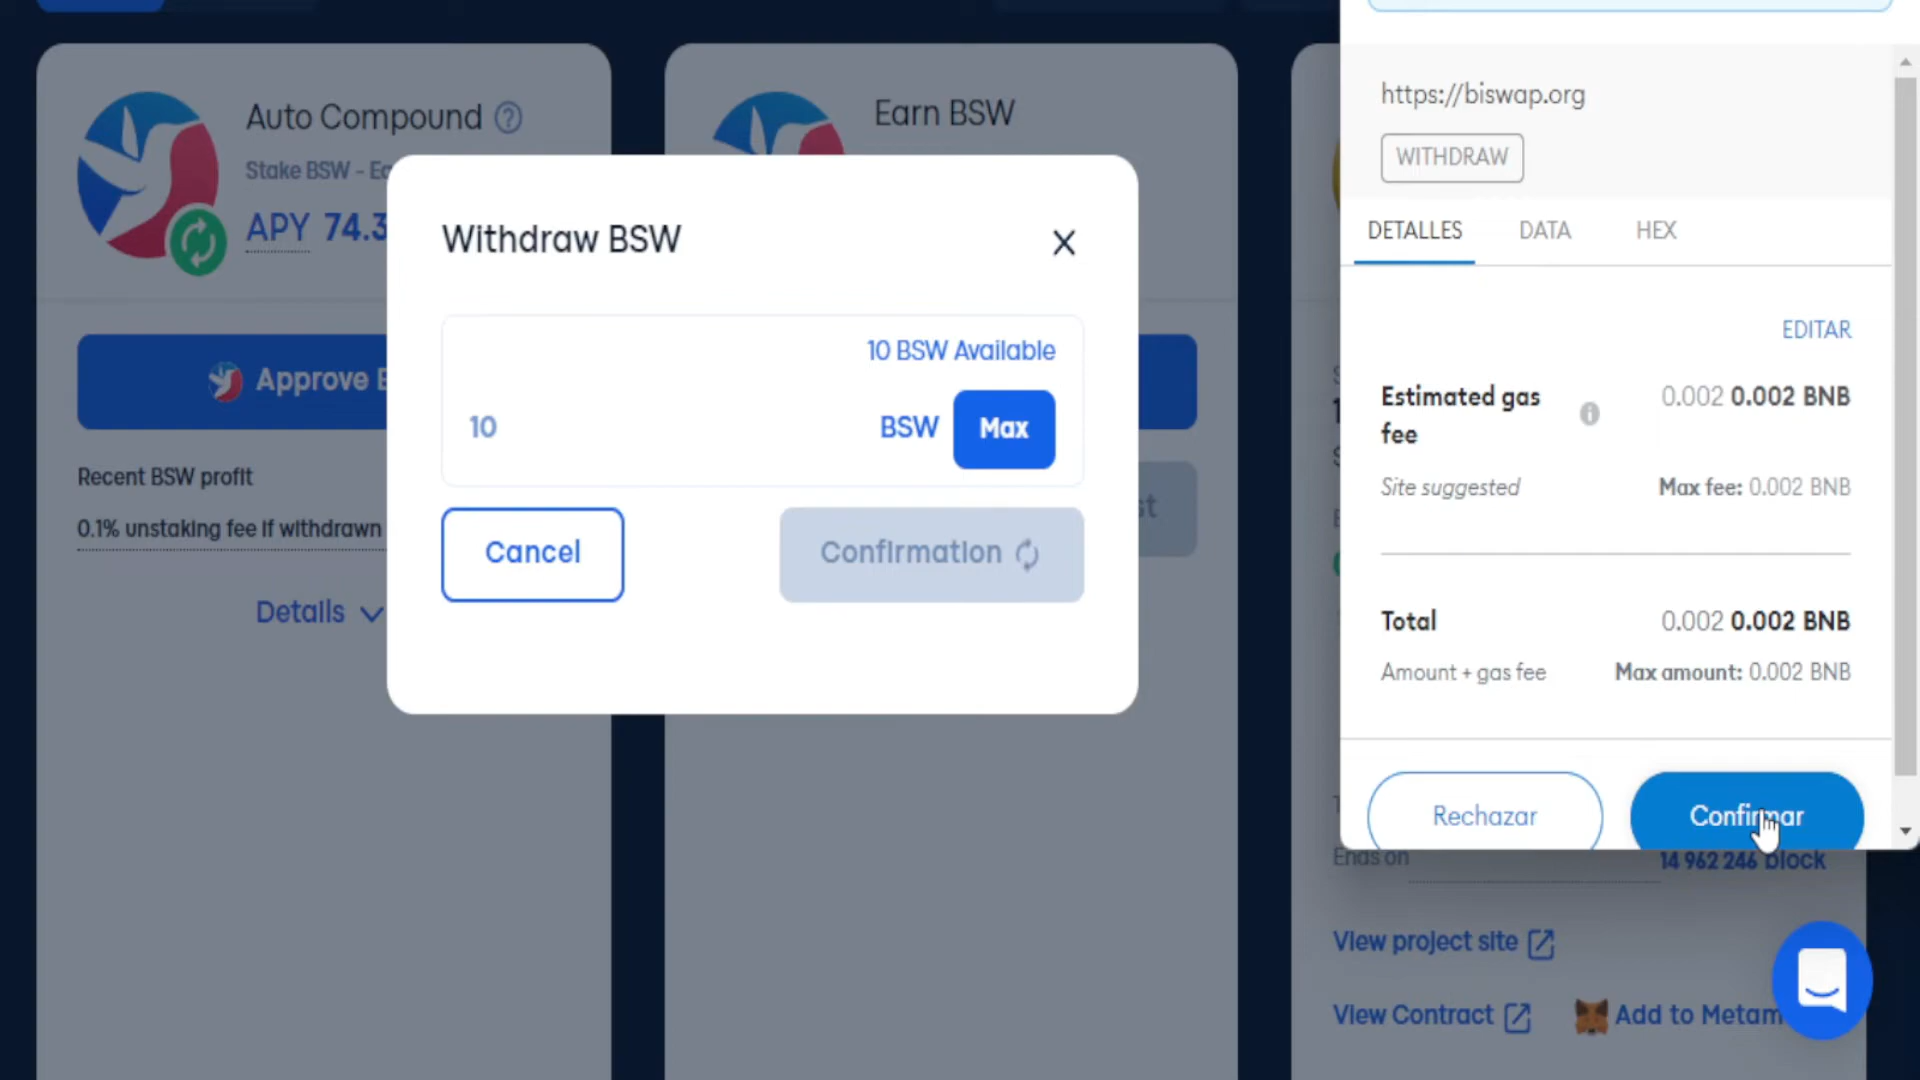 Auto Compound
Stake BSW - Ea
APY 74.3
Approve
Recent BSW profit
0.1% unstaking fee if withdrawn
Details
Earn BSW
Withdraw BSW
10 BSW Available
10
BSW
Max
Cancel
Confirmation
https://biswap.org
WITHDRAW
DETALLES
DATA
HEX
EDITAR
Estimated gas
fee
0.002 0.002 BNB
Site suggested
Max fee: 0.002 BNB
Total
0.002 0.002 BNB
Amount + gas fee
Max amount: 0.002 BNB
Rechazar
Confirmar
Ends on
14 962 246 block
View project site
View Contract
Add to Metam